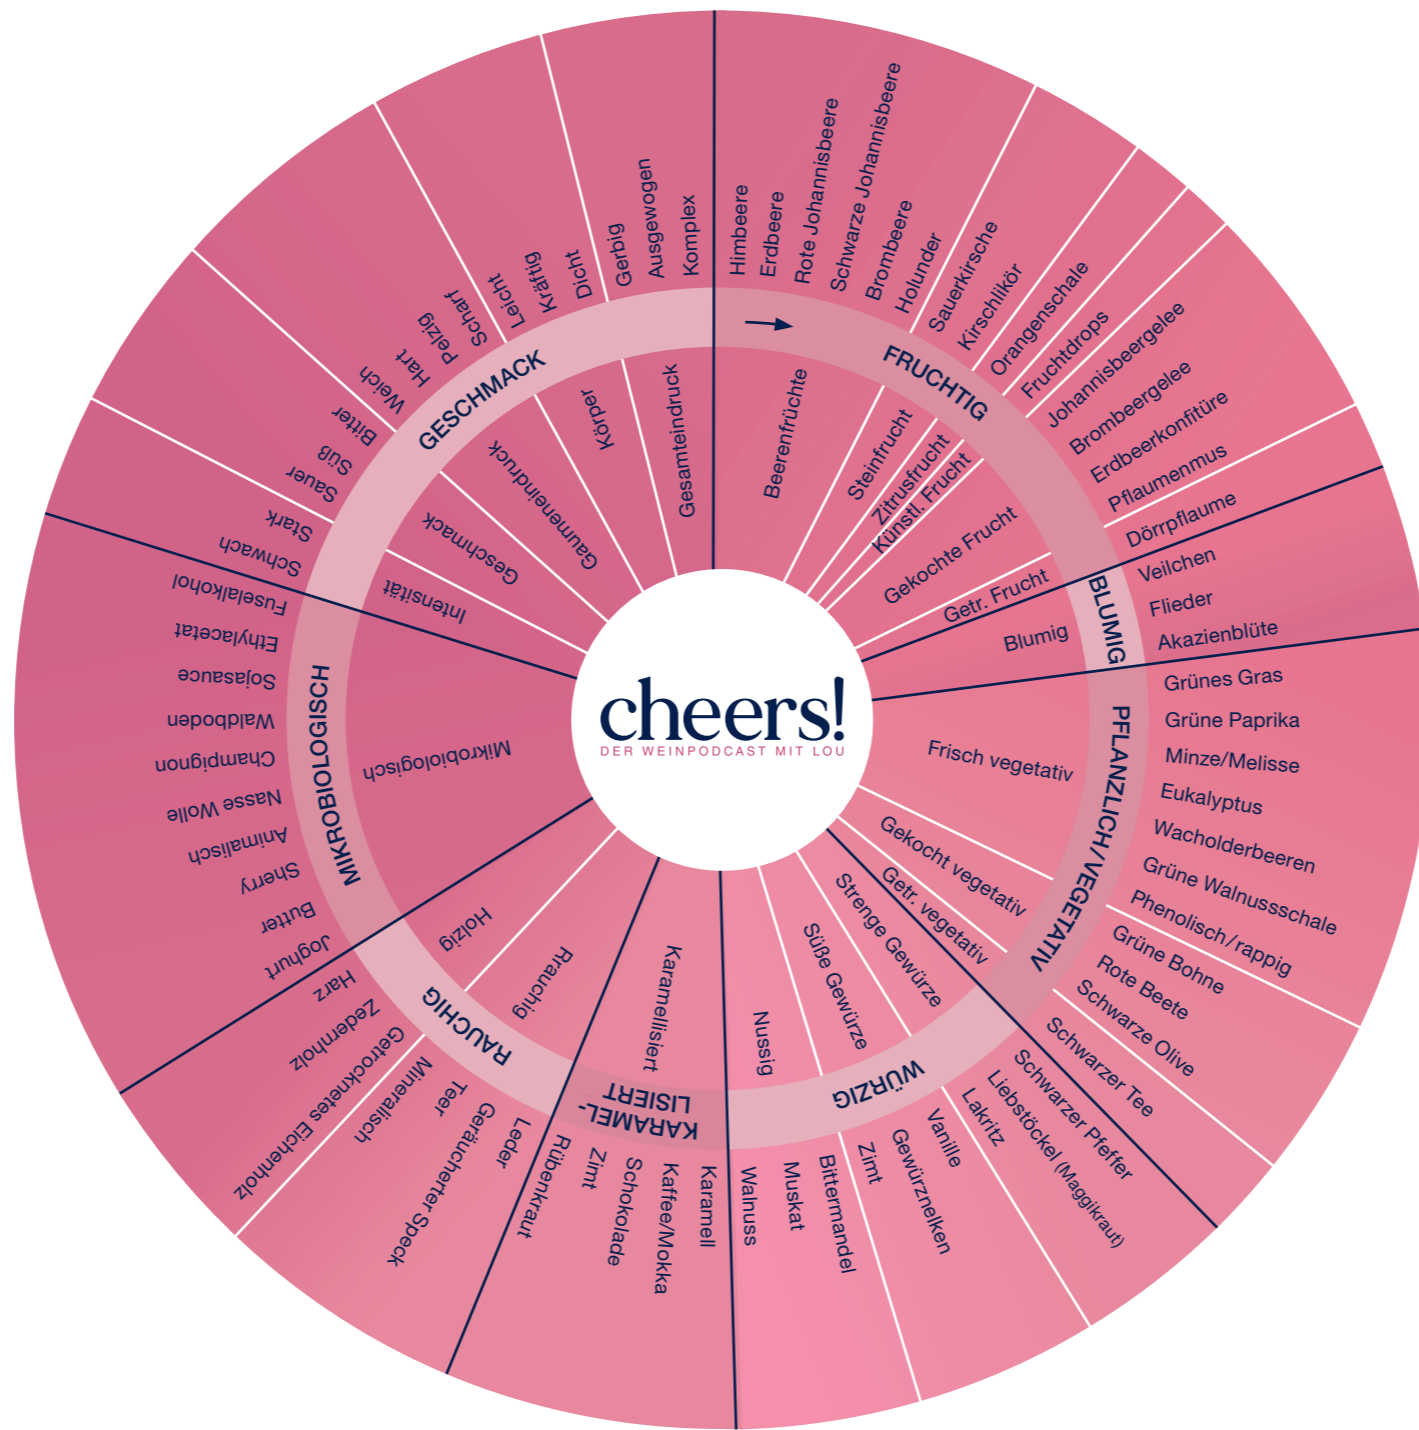 cheers!
DER WEINPODCAST MIT LOU
FRUCHTIG
Beerenfrüchte
Himbeere
Erdbeere
Rote Johannisbeere
Schwarze Johannisbeere
Brombeere
Holunder
Steinfrucht
Sauerkirsche
Kirschlikör
Zitrusfrucht
Orangenschale
Künstl. Frucht
Fruchtdrops
Gekochte Frucht
Johannisbeergelee
Brombeergelee
Erdbeerkonfitüre
Pflaumenmus
Getr. Frucht
Dörrpflaume
BLUMIG
Blumig
Veilchen
Flieder
Akazienblüte
PFLANZLICH/VEGETATIV
Frisch vegetativ
Grünes Gras
Grüne Paprika
Minze/Melisse
Eukalyptus
Wacholderbeeren
Grüne Walnussschale
Phenolisch/rappig
Gekocht vegetativ
Grüne Bohne
Rote Beete
Schwarze Olive
Getr. vegetativ
Schwarzer Tee
WÜRZIG
Strenge Gewürze
Schwarzer Pfeffer
Liebstöckel (Maggikraut)
Lakritz
Süße Gewürze
Vanille
Gewürznelken
Zimt
Nussig
Bittermandel
Muskat
Walnuss
KARAMEL-
LISIERT
Karamellisiert
Karamell
Kaffee/Mokka
Schokolade
Zimt
Rübenkraut
RAUCHIG
Rrauchig
Leder
Geräucherter Speck
Teer
Mineralisch
Holzig
Getrocknetes Eichenholz
Zedernholz
Harz
MIKROBIOLOGISCH
Mikrobiologisch
Joghurt
Butter
Sherry
Animalisch
Nasse Wolle
Champignon
Waldboden
Sojasauce
Ethylacetat
Fuselalkohol
GESCHMACK
Intensität
Schwach
Stark
Geschmack
Sauer
Süß
Bitter
Gaumeneindruck
Weich
Hart
Pelzig
Scharf
Körper
Leicht
Kräftig
Dicht
Gesamteindruck
Gerbig
Ausgewogen
Komplex